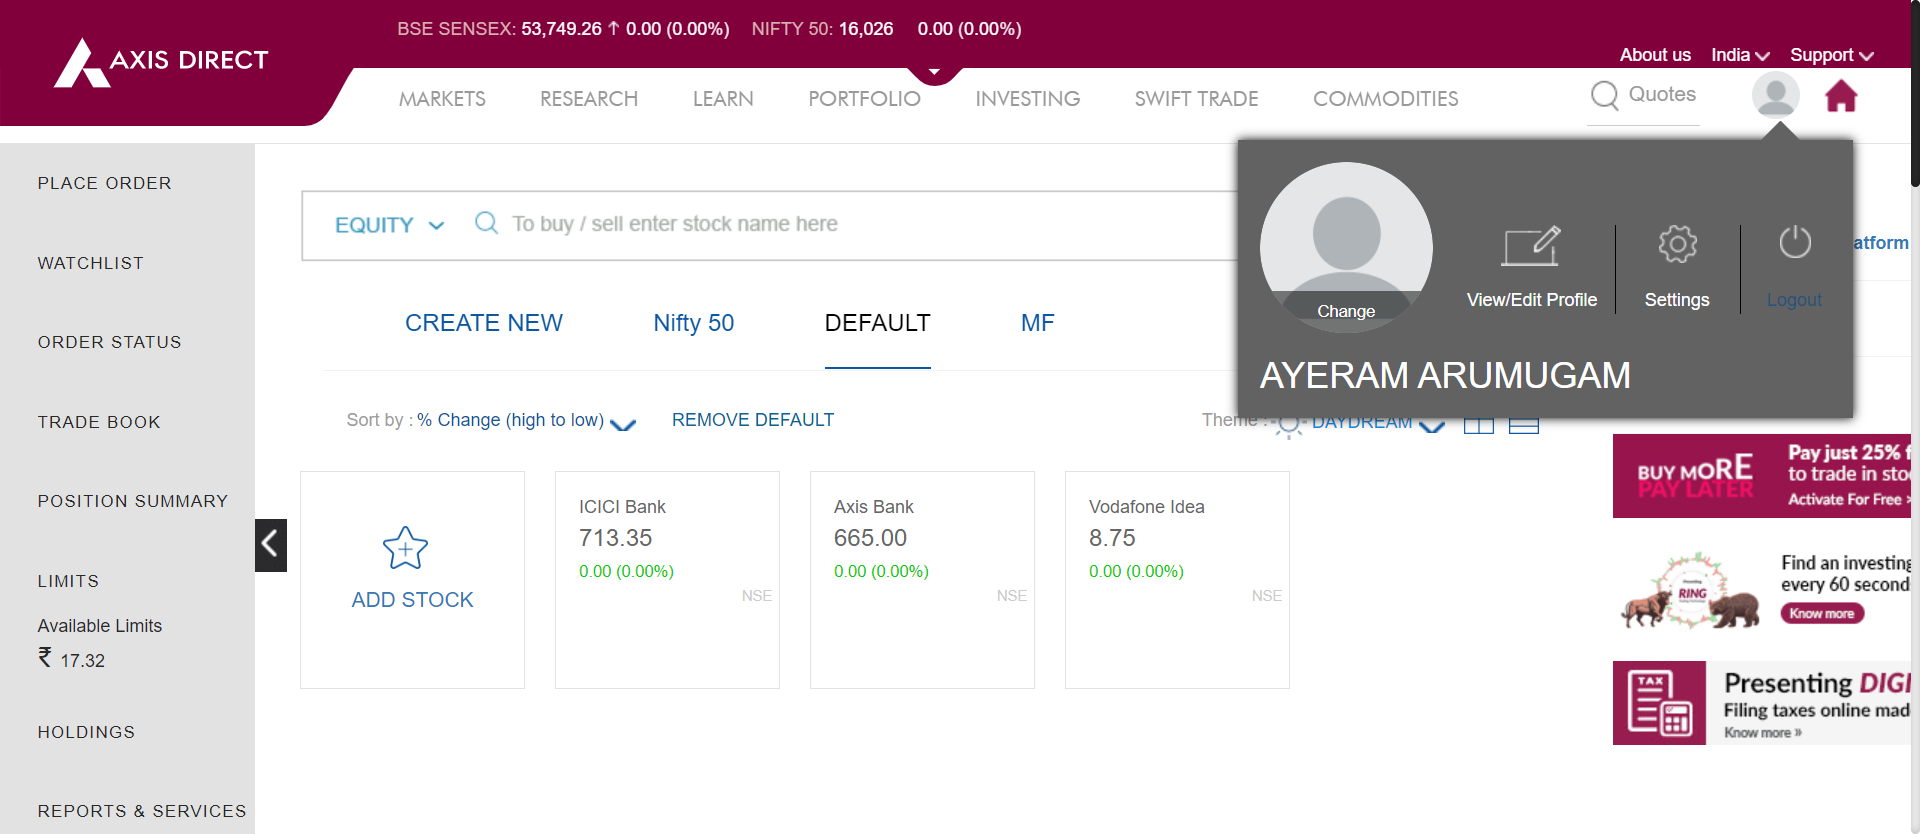 BSE SENSEX: 53,749.26 ↑ 0.00 (0.00%) NIFTY 50: 16,026 0.00 (0.00%)
About us India Support
AXIS DIRECT
MARKETS RESEARCH LEARN PORTFOLIO INVESTING SWIFT TRADE COMMODITIES
Quotes
PLACE ORDER
WATCHLIST
ORDER STATUS
TRADE BOOK
POSITION SUMMARY
LIMITS
Available Limits
₹ 17.32
HOLDINGS
REPORTS & SERVICES
EQUITY To buy / sell enter stock name here
Change
View/Edit Profile Settings Logout
AYERAM ARUMUGAM
atform
CREATE NEW Nifty 50 DEFAULT MF
Sort by : % Change (high to low) REMOVE DEFAULT
Theme : DAYDREAM
ADD STOCK
ICICI Bank
713.35
0.00 (0.00%)
NSE
Axis Bank
665.00
0.00 (0.00%)
NSE
Vodafone Idea
8.75
0.00 (0.00%)
NSE
BUY MORE
PAY LATER
Pay just 25% f
to trade in sto
Activate For Free
Presenting
RING
Find an investing
every 60 second
Know more
TAX
Presenting DIGI
Filing taxes online mad
Know more »